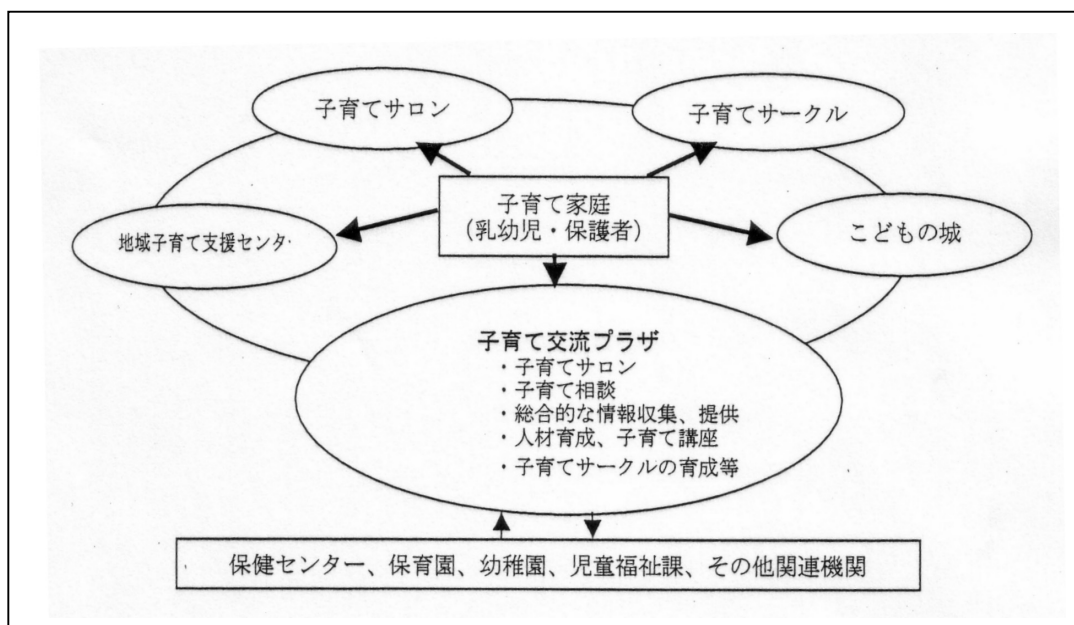 子育てサロン
子育てサークル
子育て家庭
(乳幼児・保護者)
地域子育て支援センタ
こどもの城
子育て交流プラザ
・子育てサロン
・子育て相談
・総合的な情報収集、提供
・人材育成、子育て講座
・子育てサークルの育成等
保健センター、保育園、幼稚園、児童福祉課、その他関連機関